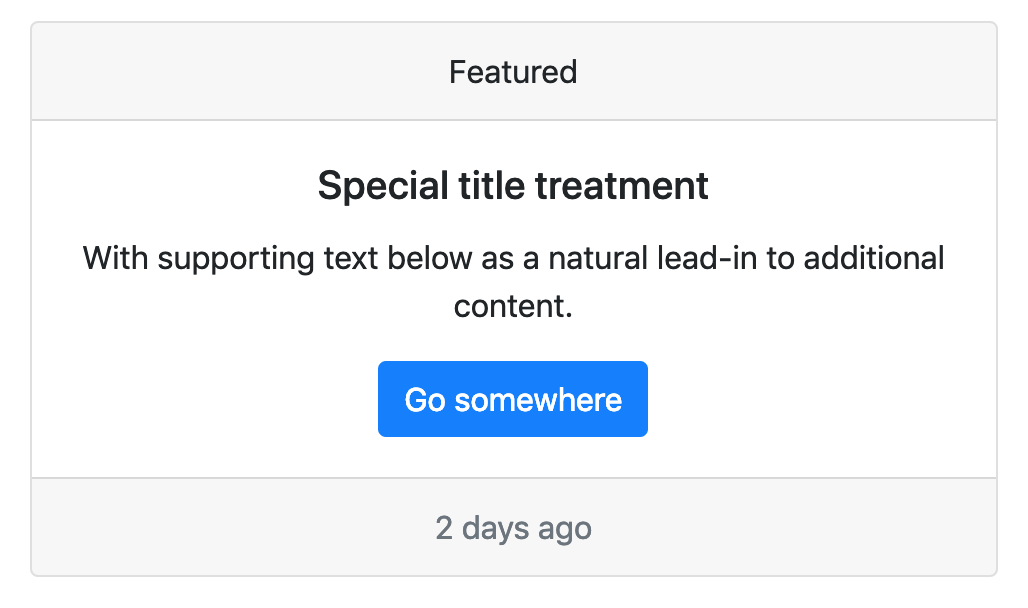 Featured
Special title treatment
With supporting text below as a natural lead-in to additional
content.
Go somewhere
2 days ago